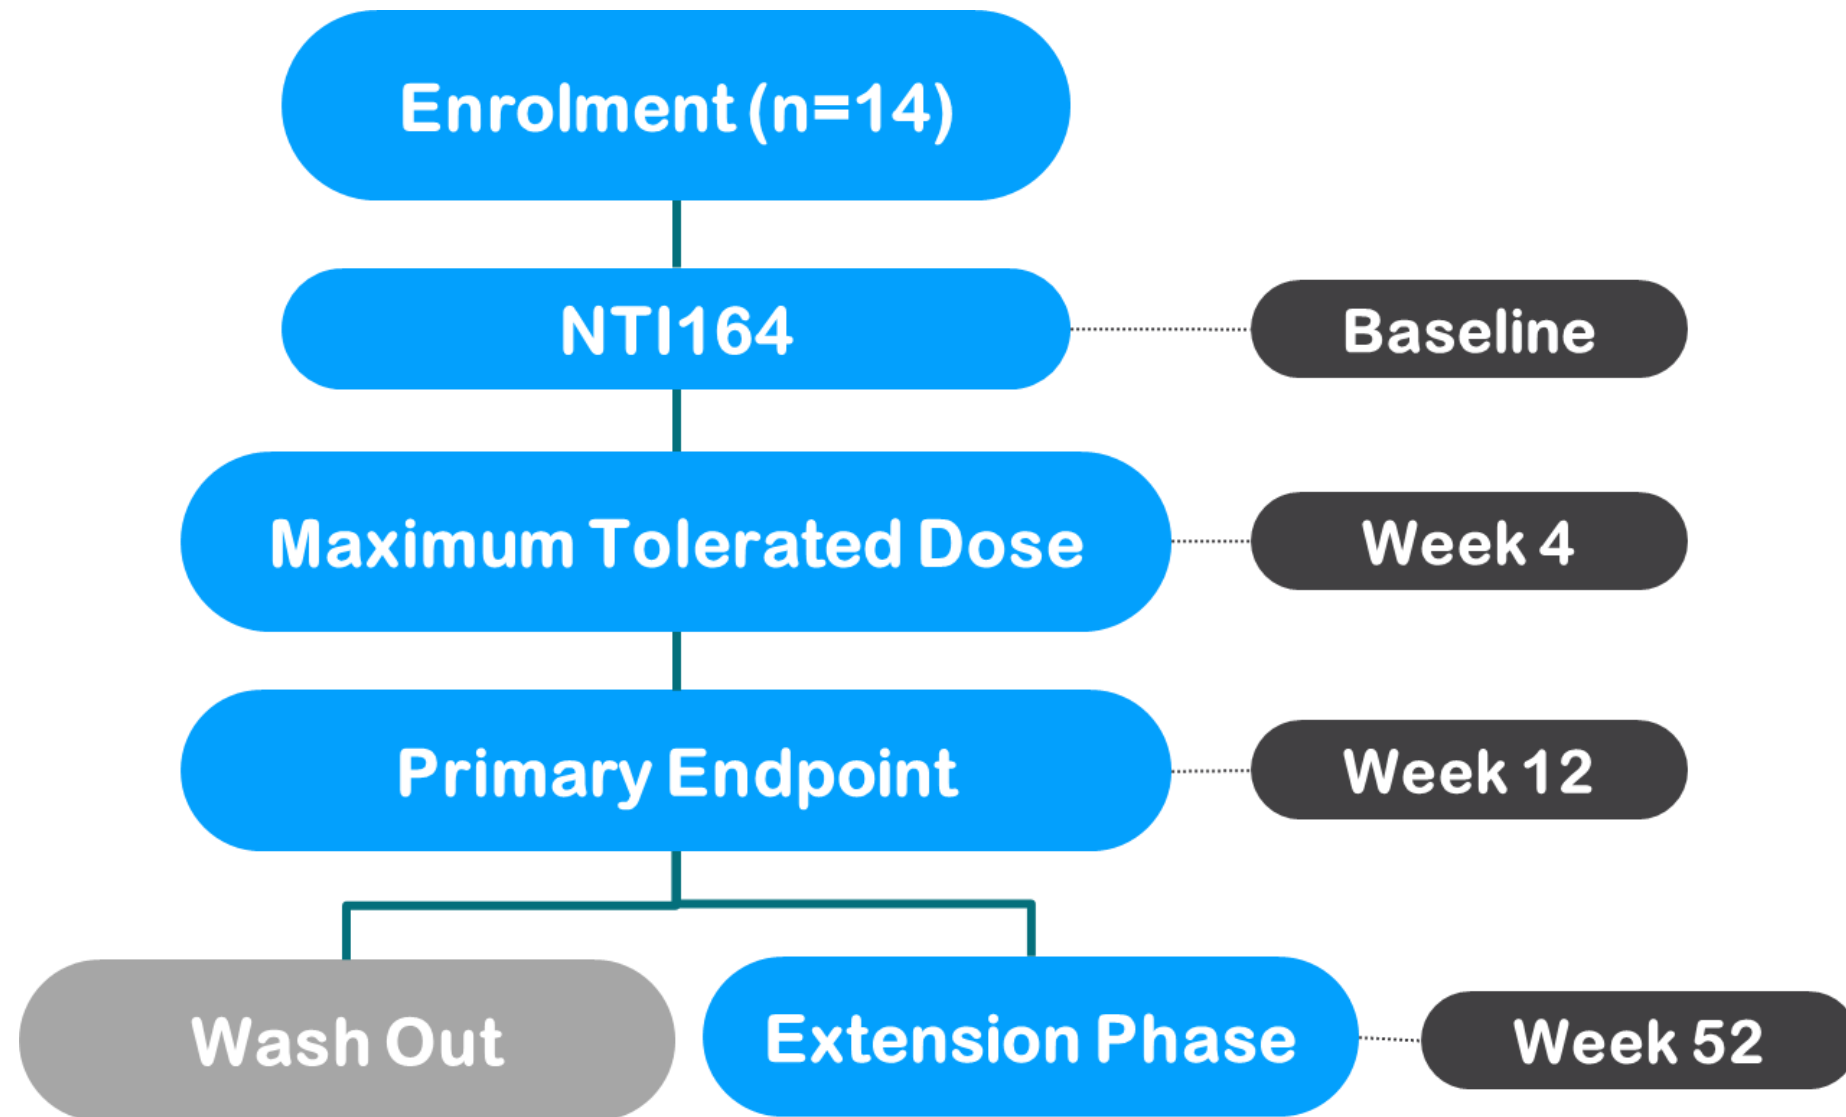 Enrolment (n=14)
NTI164
Baseline
Maximum Tolerated Dose
Week 4
Primary Endpoint
Week 12
Wash Out
Extension Phase
Week 52